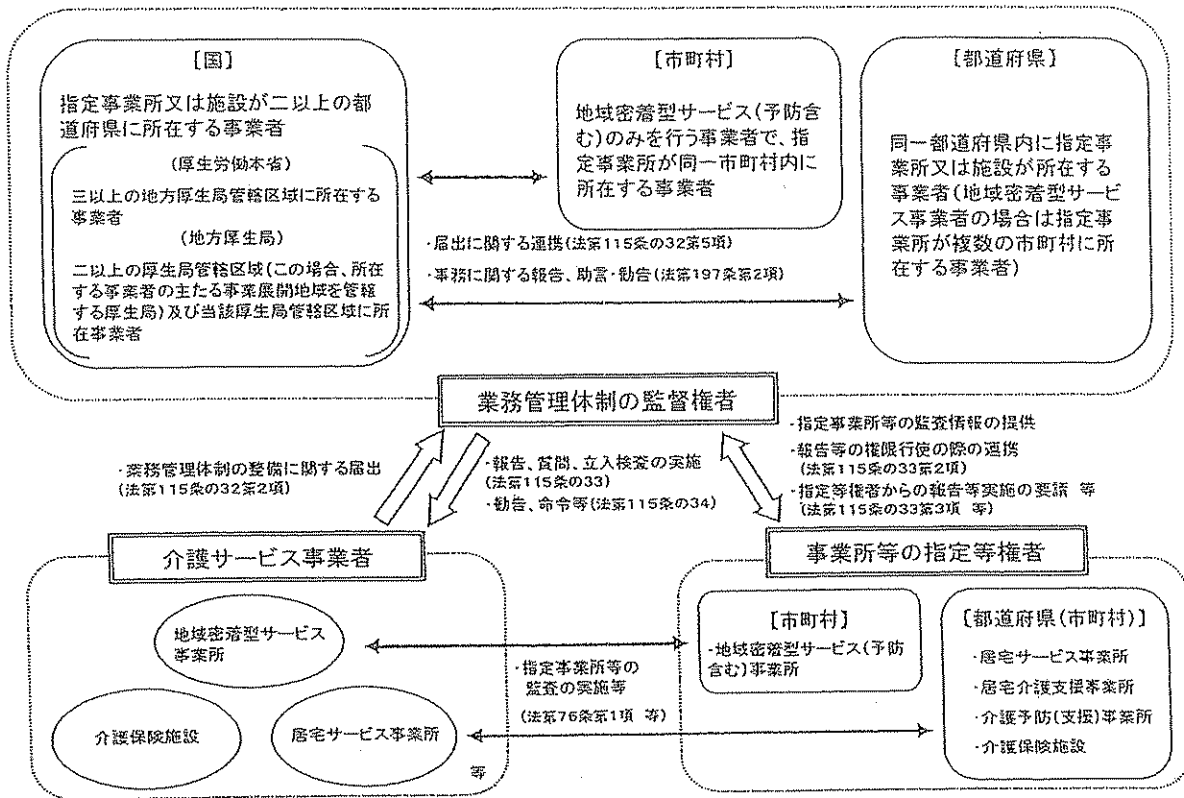 【国】
指定事業所又は施設が二以上の都
道府県に所在する事業者
(厚生労働本省)
三以上の地方厚生局管轄区域に所在する
事業者
(地方厚生局)
二以上の厚生局管轄区域(この場合、所在
する事業者の主たる事業展開地域を管轄
する厚生局)及び当該厚生局管轄区域に所
在事業者
【市町村】
地域密着型サービス(予防含
む)のみを行う事業者で、指
定事業所が同一市町村内に
所在する事業者
【都道府県】
同一都道府県内に指定事
業所又は施設が所在する
事業者(地域密着型サービ
ス事業者の場合は指定事
業所が複数の市町村に所
在する事業者)
・届出に関する連携(法第115条の32第5項)
・事務に関する報告、助言・勧告(法第197条第2項)
業務管理体制の監督権者
・業務管理体制の整備に関する届出
(法第115条の32第2項)
・報告、質問、立入検査の実施
(法第115条の33)
・勧告、命令等(法第115条の34)
・指定事業所等の監査情報の提供
・報告等の権限行使の際の連携
(法第115条の33第2項)
・指定等権者からの報告等実施の要請 等
(法第115条の33第3項 等)
介護サービス事業者
地域密着型サービス
事業所
介護保険施設
居宅サービス事業所
等
・指定事業所等の
監査の実施等
(法第76条第1項 等)
事業所等の指定等権者
【市町村】
・地域密着型サービス(予防
含む)事業所
【都道府県(市町村)】
・居宅サービス事業所
・居宅介護支援事業所
・介護予防(支援)事業所
・介護保険施設